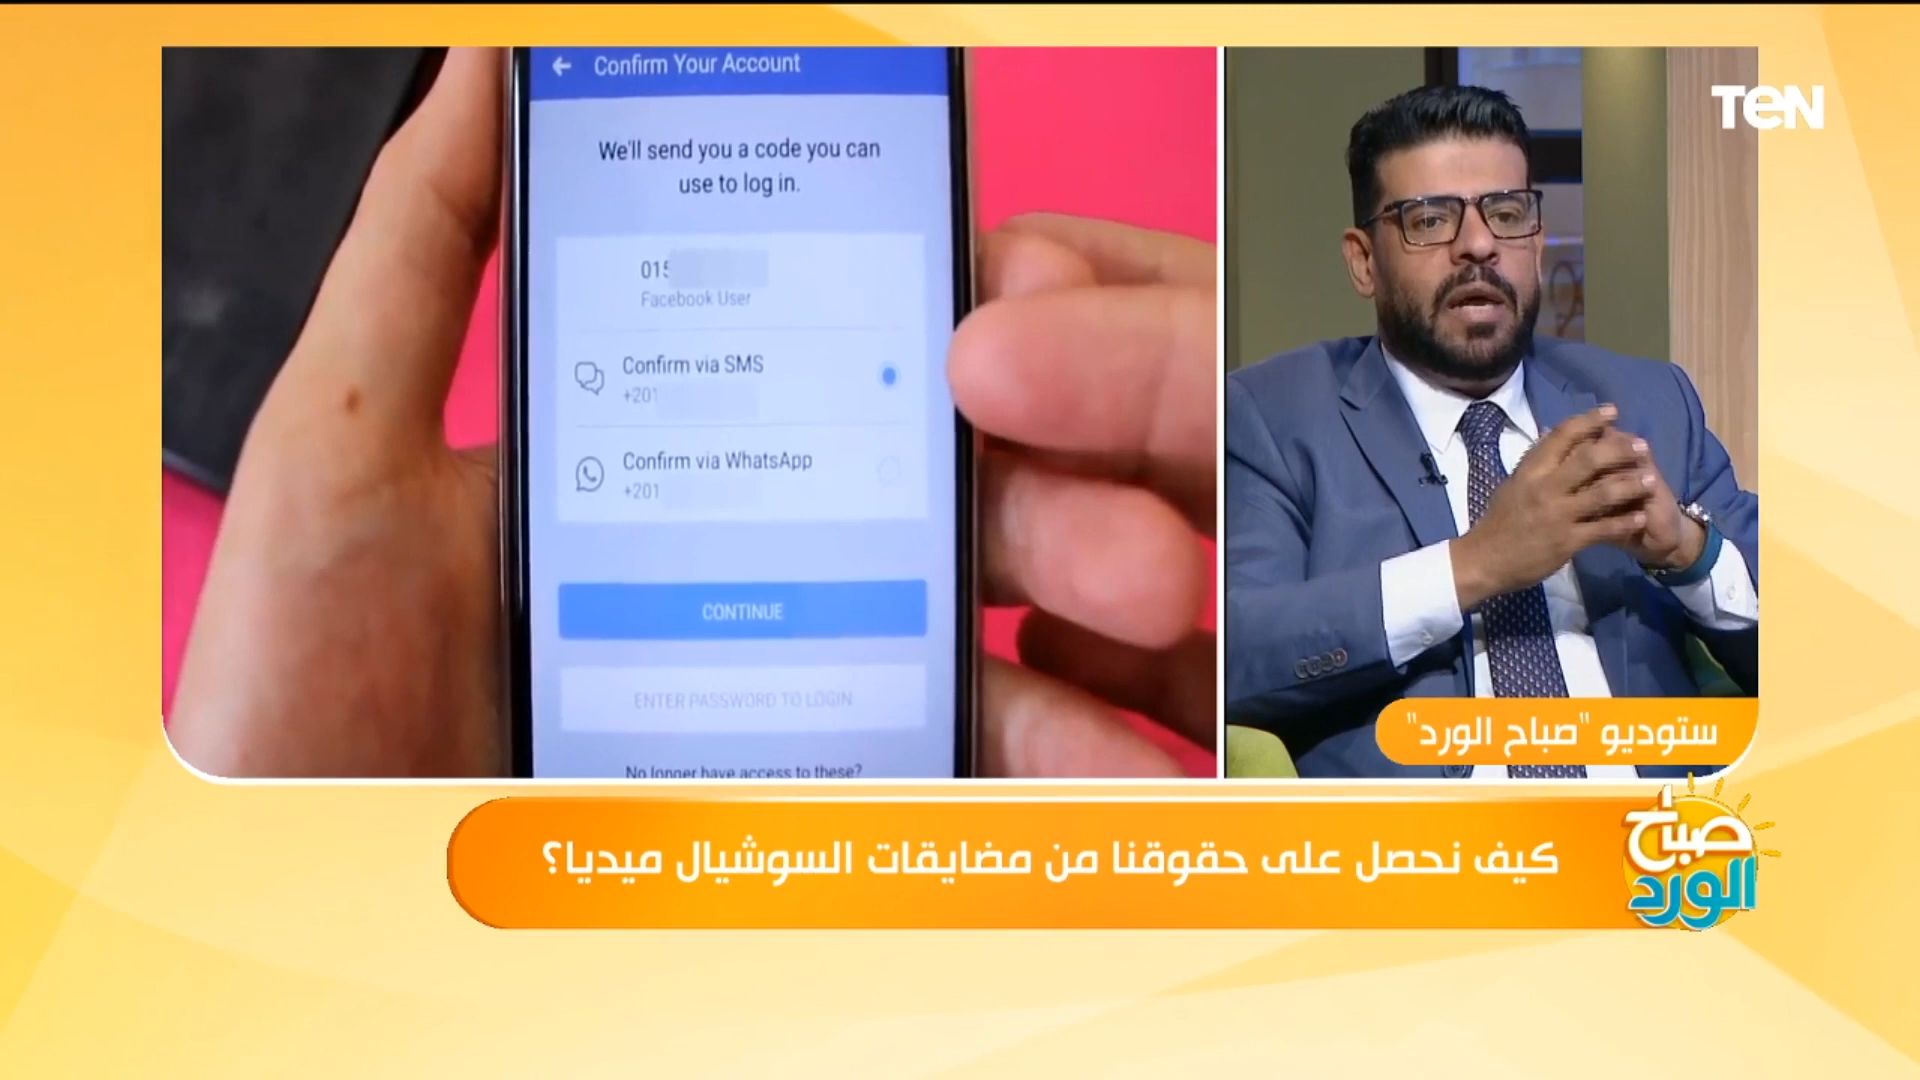 Confirm Your Account
We'll send you a code you can
use to log in.
015
Facebook User
Confirm via SMS
+201
Confirm via WhatsApp
+201
CONTINUE
ENTER PASSWORD TO LOGIN
No longer have access to these?
TEN
ستوديو "صباح الورد"
صباح
الورد
كيف نحصل على حقوقنا من مضايقات السوشيال ميديا؟